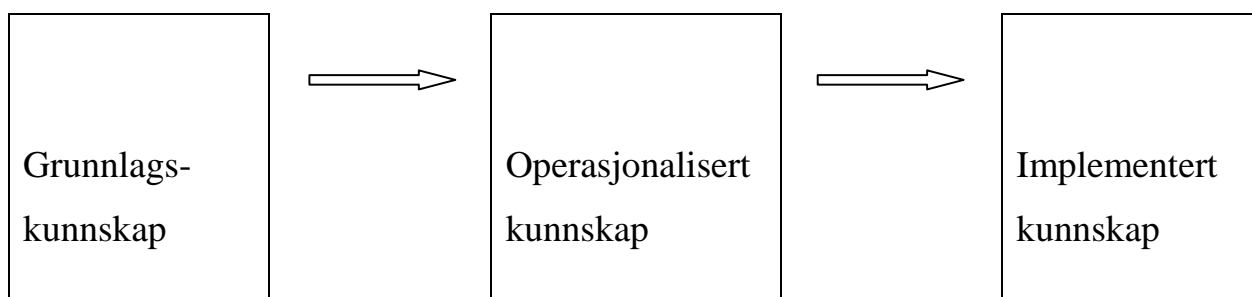 Grunnlags-
kunnskap
Operasjonalisert
kunnskap
Implementert
kunnskap